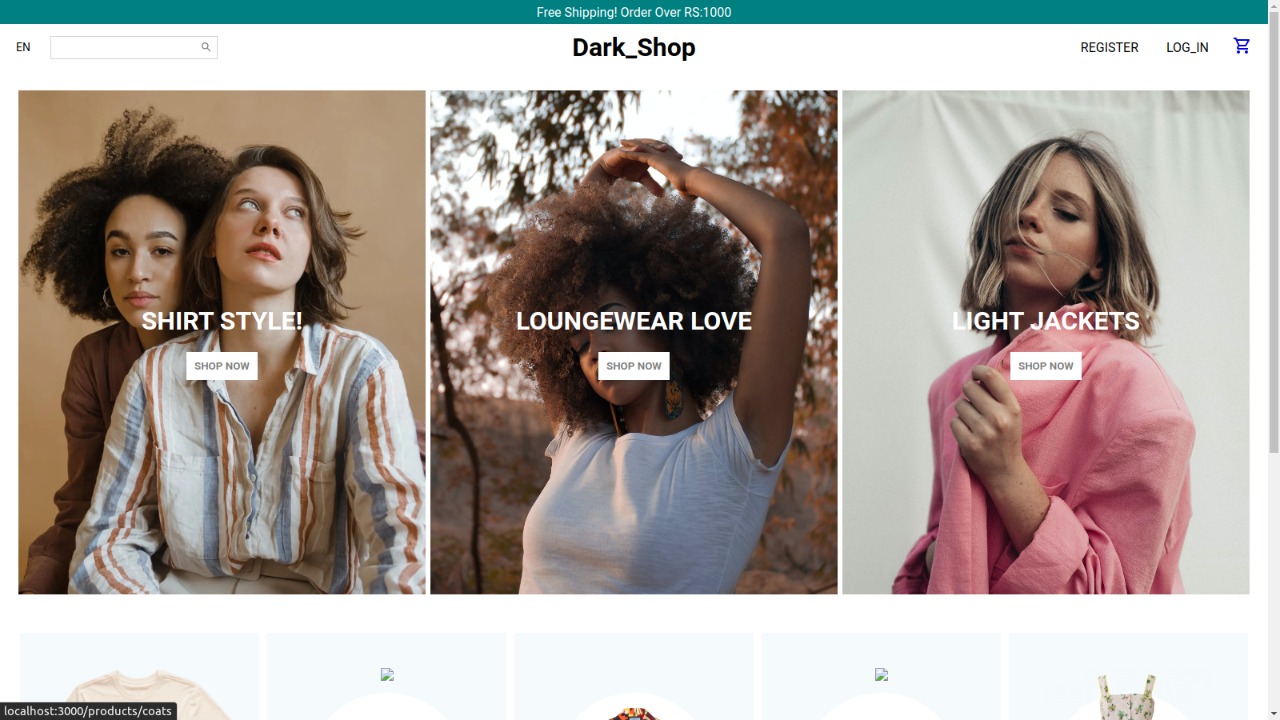 Free Shipping! Order Over RS:1000
EN
Dark_Shop
REGISTER
LOG_IN
SHIRT STYLE!
SHOP NOW
LOUNGEWEAR LOVE
SHOP NOW
LIGHT JACKETS
SHOP NOW
localhost:3000/products/coats